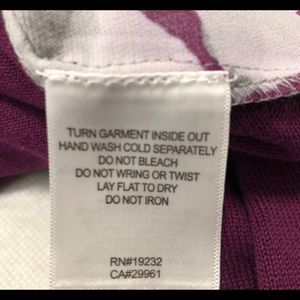 TURN GARMENT INSIDE OUT
HAND WASH COLD SEPARATELY
DO NOT BLEACH
DO NOT WRING OR TWIST
LAY FLAT TO DRY
DO NOT IRON
RN#19232
CA#29961